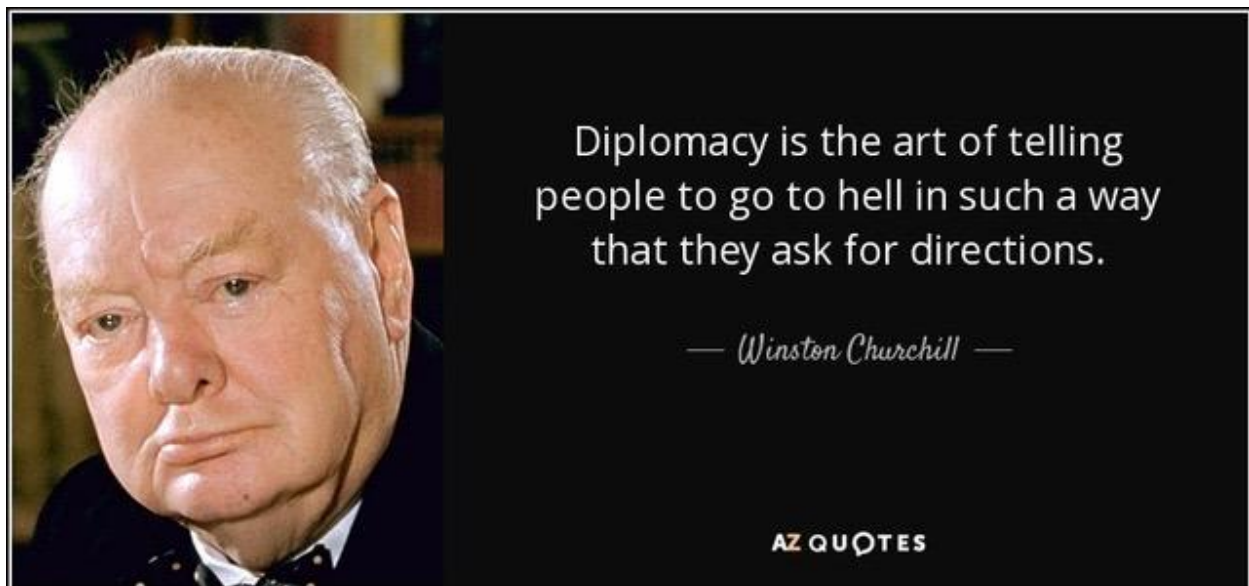 Diplomacy is the art of telling
people to go to hell in such a way
that they ask for directions.
— Winston Churchill —
AZ QUOTES